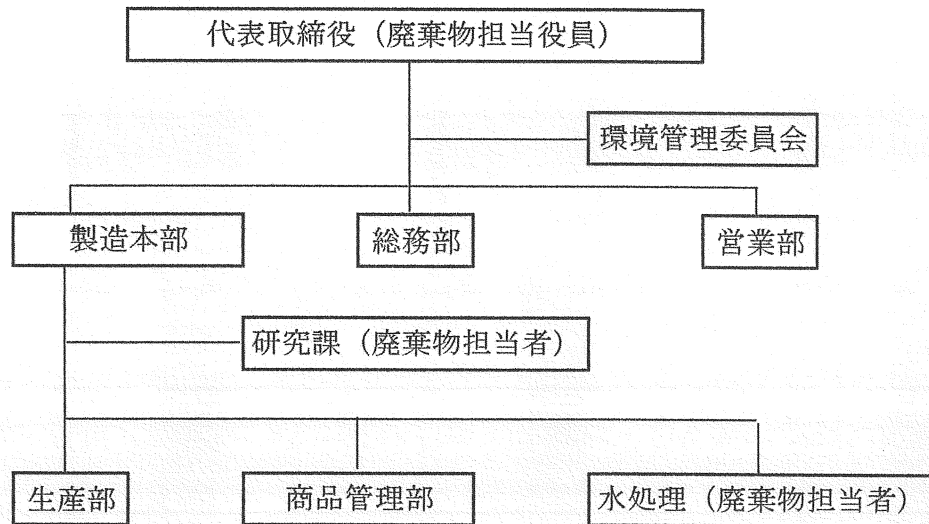 代表取締役（廃棄物担当役員）
環境管理委員会
製造本部
総務部
営業部
研究課（廃棄物担当者）
生産部
商品管理部
水処理（廃棄物担当者）